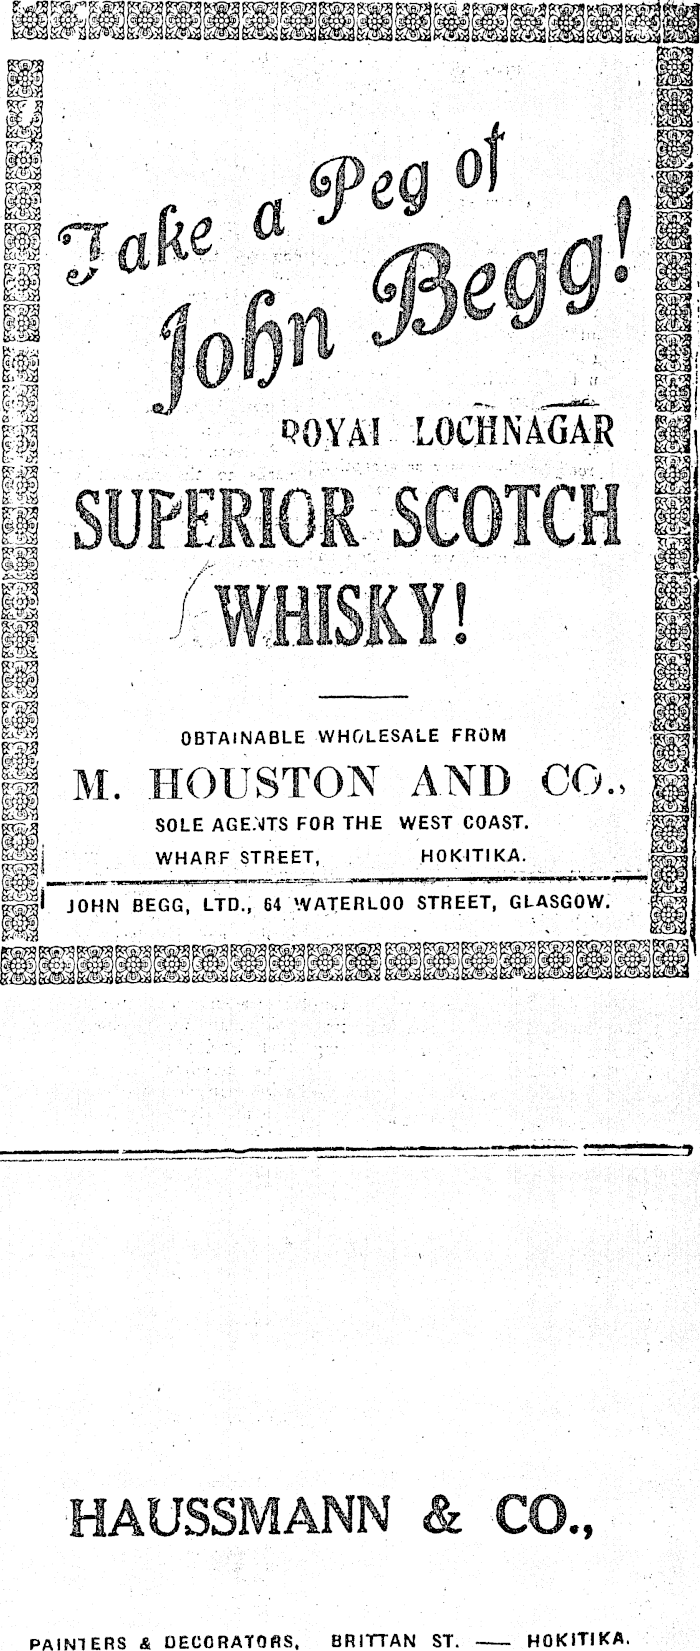 Take a Peg of
John Begg!
ROYAL LOCHNAGAR
SUPERIOR SCOTCH
WHISKY!
OBTAINABLE WHOLESALE FROM
M. HOUSTON AND CO.,
SOLE AGENTS FOR THE WEST COAST.
WHARF STREET, HOKITIKA.
JOHN BEGG, LTD., 64 WATERLOO STREET, GLASGOW.
HAUSSMANN & CO.,
PAINTERS & DECORATORS, BRITTAN ST. — HOKITIKA.